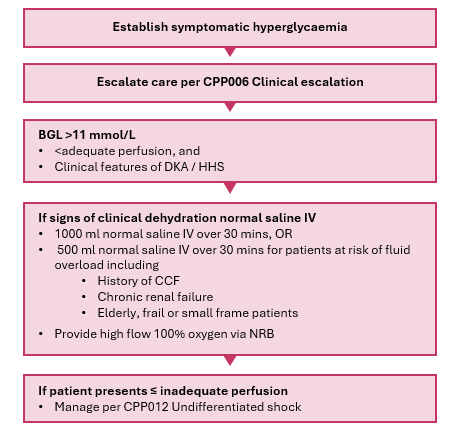 Establish symptomatic hyperglycaemia
Escalate care per CPP006 Clinical escalation
BGL >11 mmol/L
• <adequate perfusion, and
• Clinical features of DKA / HHS
If signs of clinical dehydration normal saline IV
• 1000 ml normal saline IV over 30 mins, OR
• 500 ml normal saline IV over 30 mins for patients at risk of fluid
overload including
• History of CCF
• Chronic renal failure
• Elderly, frail or small frame patients
• Provide high flow 100% oxygen via NRB
If patient presents ≤ inadequate perfusion
• Manage per CPP012 Undifferentiated shock